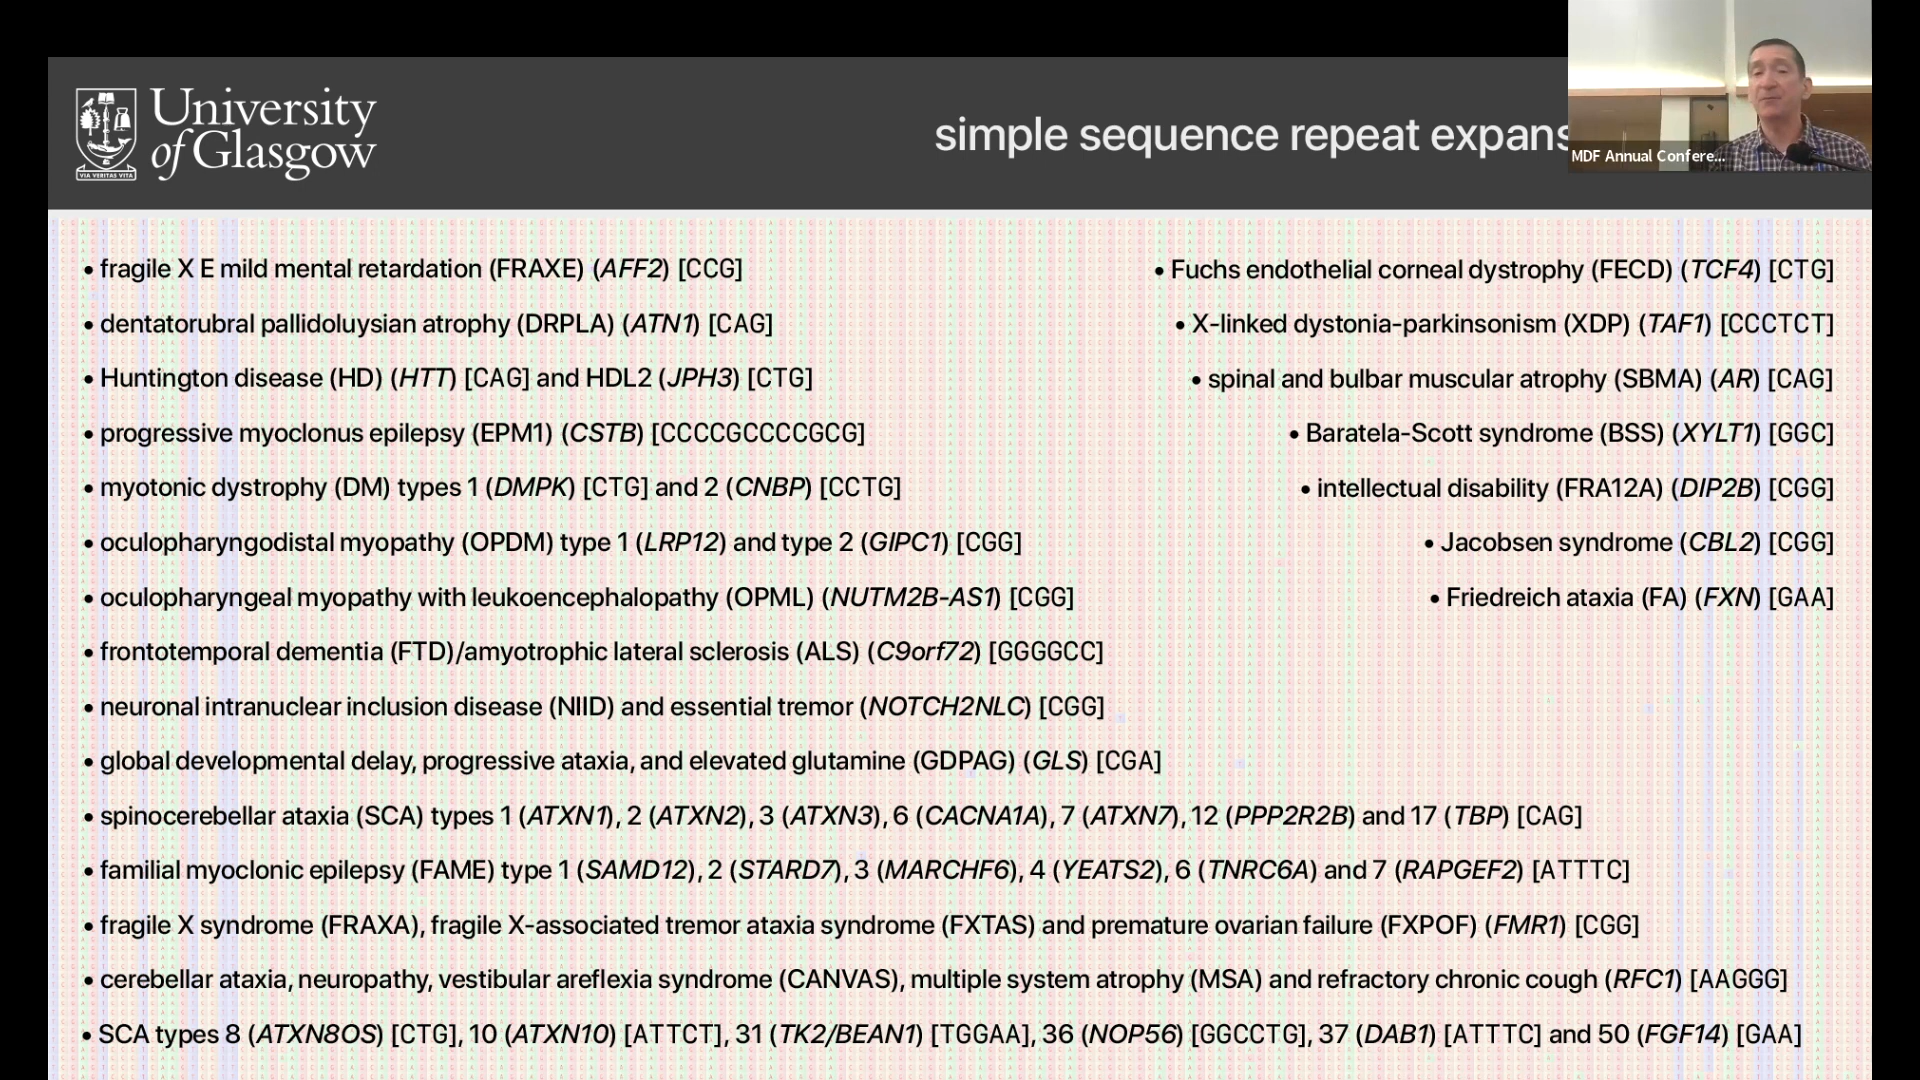 University
of Glasgow
VIA VERITAS VITA
simple sequence repeat expans
MDF Annual Confere...
• fragile X E mild mental retardation (FRAXE) (AFF2) [CCG]
• dentatorubral pallidoluysian atrophy (DRPLA) (ATN1) [CAG]
• Huntington disease (HD) (HTT) [CAG] and HDL2 (JPH3) [CTG]
• progressive myoclonus epilepsy (EPM1) (CSTB) [CCCCGCCCCGCG]
• myotonic dystrophy (DM) types 1 (DMPK) [CTG] and 2 (CNBP) [CCTG]
• oculopharyngodistal myopathy (OPDM) type 1 (LRP12) and type 2 (GIPC1) [CGG]
• oculopharyngeal myopathy with leukoencephalopathy (OPML) (NUTM2B-AS1) [CGG]
• frontotemporal dementia (FTD)/amyotrophic lateral sclerosis (ALS) (C9orf72) [GGGGCC]
• neuronal intranuclear inclusion disease (NIID) and essential tremor (NOTCH2NLC) [CGG]
• global developmental delay, progressive ataxia, and elevated glutamine (GDPAG) (GLS) [CGA]
• spinocerebellar ataxia (SCA) types 1 (ATXN1), 2 (ATXN2), 3 (ATXN3), 6 (CACNA1A), 7 (ATXN7), 12 (PPP2R2B) and 17 (TBP) [CAG]
• familial myoclonic epilepsy (FAME) type 1 (SAMD12), 2 (STARD7), 3 (MARCHF6), 4 (YEATS2), 6 (TNRC6A) and 7 (RAPGEF2) [ATTTC]
• fragile X syndrome (FRAXA), fragile X-associated tremor ataxia syndrome (FXTAS) and premature ovarian failure (FXPOF) (FMR1) [CGG]
• cerebellar ataxia, neuropathy, vestibular areflexia syndrome (CANVAS), multiple system atrophy (MSA) and refractory chronic cough (RFC1) [AAGGG]
• SCA types 8 (ATXN8OS) [CTG], 10 (ATXN10) [ATTCT], 31 (TK2/BEAN1) [TGGAA], 36 (NOP56) [GGCCTG], 37 (DAB1) [ATTTC] and 50 (FGF14) [GAA]
• Fuchs endothelial corneal dystrophy (FECD) (TCF4) [CTG]
• X-linked dystonia-parkinsonism (XDP) (TAF1) [CCCTCT]
• spinal and bulbar muscular atrophy (SBMA) (AR) [CAG]
• Baratela-Scott syndrome (BSS) (XYLT1) [GGC]
• intellectual disability (FRA12A) (DIP2B) [CGG]
• Jacobsen syndrome (CBL2) [CGG]
• Friedreich ataxia (FA) (FXN) [GAA]